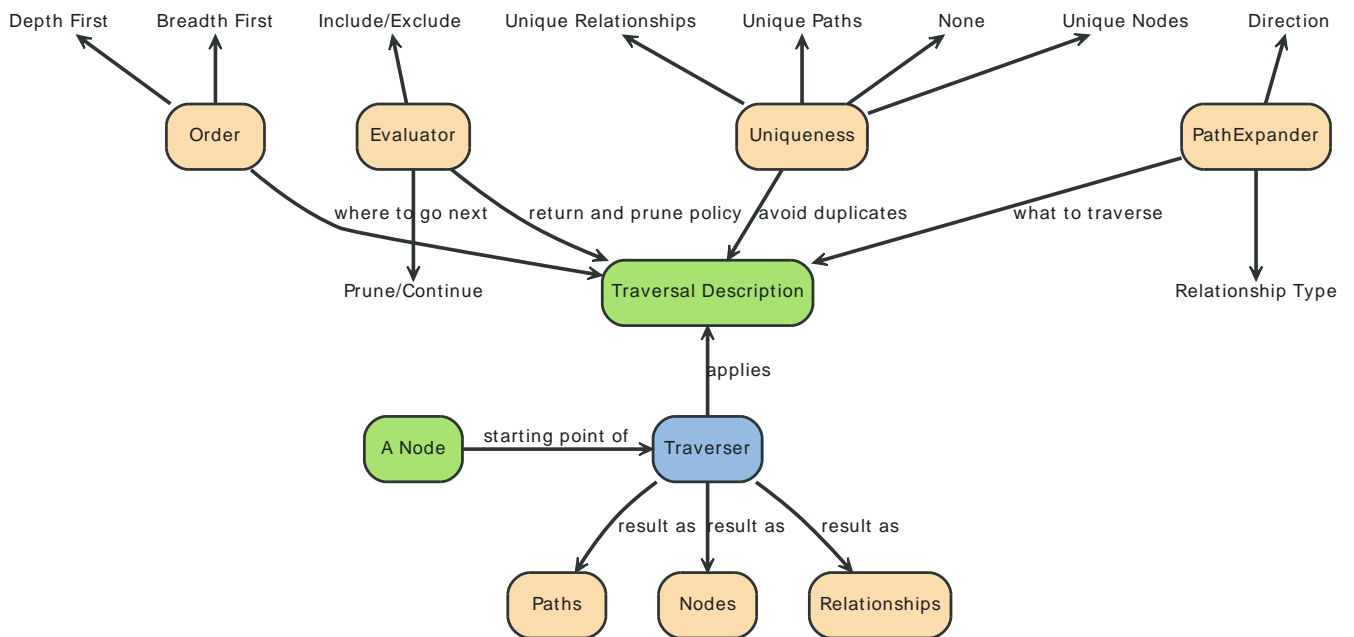 Depth First
Breadth First
Include/Exclude
Unique Relationships
Unique Paths
None
Unique Nodes
Direction
Order
Evaluator
Uniqueness
PathExpander
where to go next
return and prune policy
avoid duplicates
what to traverse
Prune/Continue
Traversal Description
Relationship Type
applies
A Node
starting point of
Traverser
result as
result as
result as
Paths
Nodes
Relationships